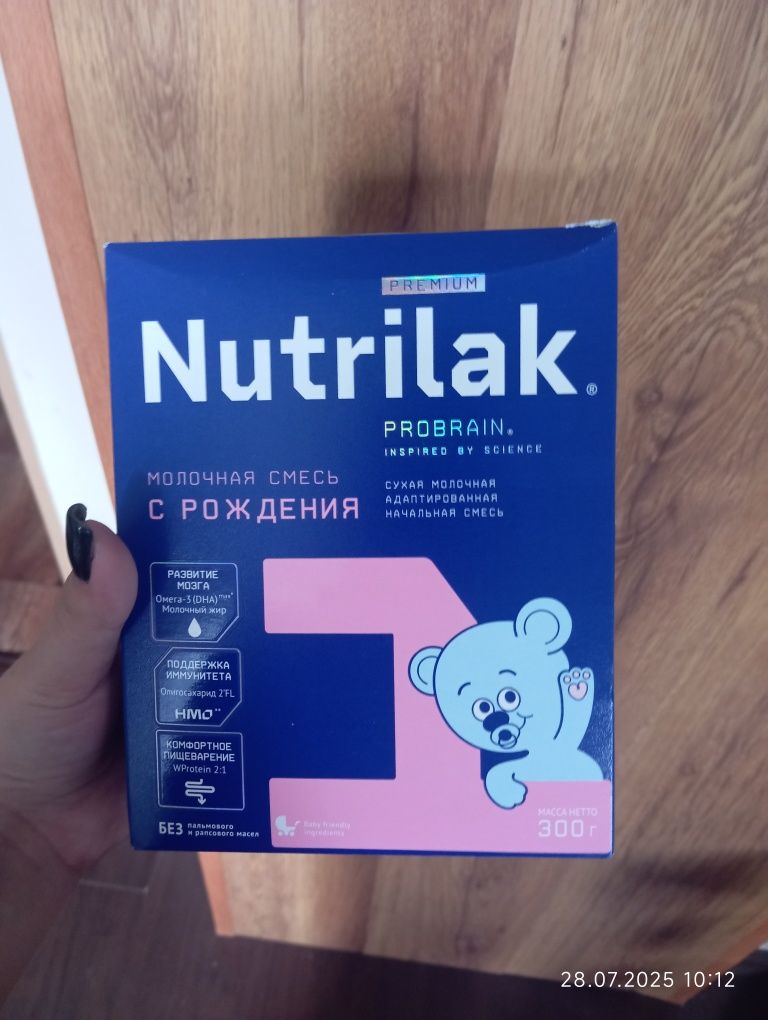 PREMIUM
Nutrilak®
PROBRAIN®
INSPIRED BY SCIENCE
МОЛОЧНАЯ СМЕСЬ
С РОЖДЕНИЯ
СУХАЯ МОЛОЧНАЯ
АДАПТИРОВАННАЯ
НАЧАЛЬНАЯ СМЕСЬ
РАЗВИТИЕ
МОЗГА
Омега-3 (DHA) max*
Молочный жир
ПОДДЕРЖКА
ИММУНИТЕТА
Олигосахарид 2'FL
HMO**
КОМФОРТНОЕ
ПИЩЕВАРЕНИЕ
WProtein 2:1
БЕЗ пальмового
и рапсового масел
1
Baby friendly
ingredients
МАССА НЕТТО
300 г
28.07.2025 10:12